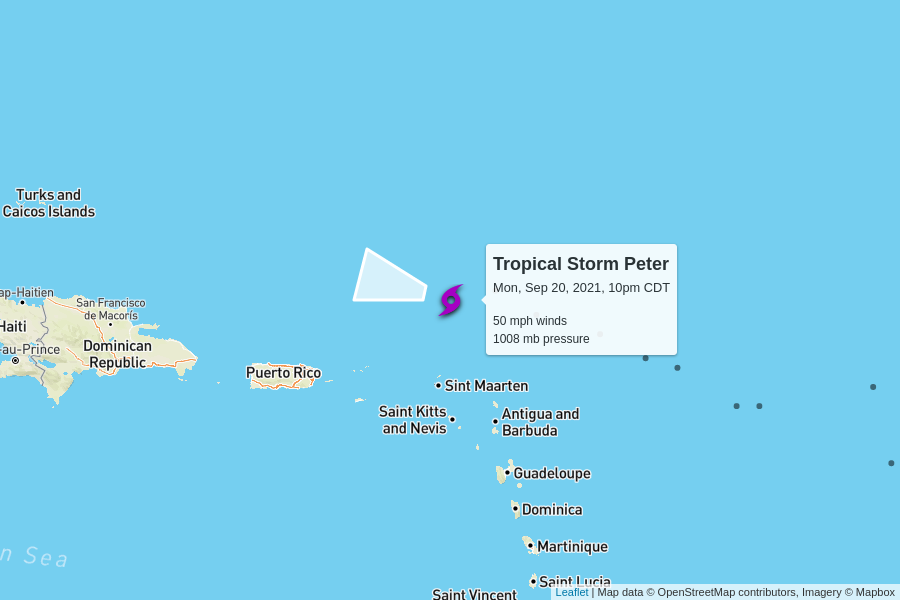 Turks and
Caicos Islands
Tropical Storm Peter
Mon, Sep 20, 2021, 10pm CDT
50 mph winds
1008 mb pressure
ap-Haitien
San Francisco
de Macorís
Haiti
-au-Prince
Dominican
Republic
Puerto Rico
Sint Maarten
Saint Kitts
and Nevis
Antigua and
Barbuda
Guadeloupe
Dominica
Martinique
n Sea
Saint Lucia
Saint Vincent
Leaflet | Map data © OpenStreetMap contributors, Imagery © Mapbox